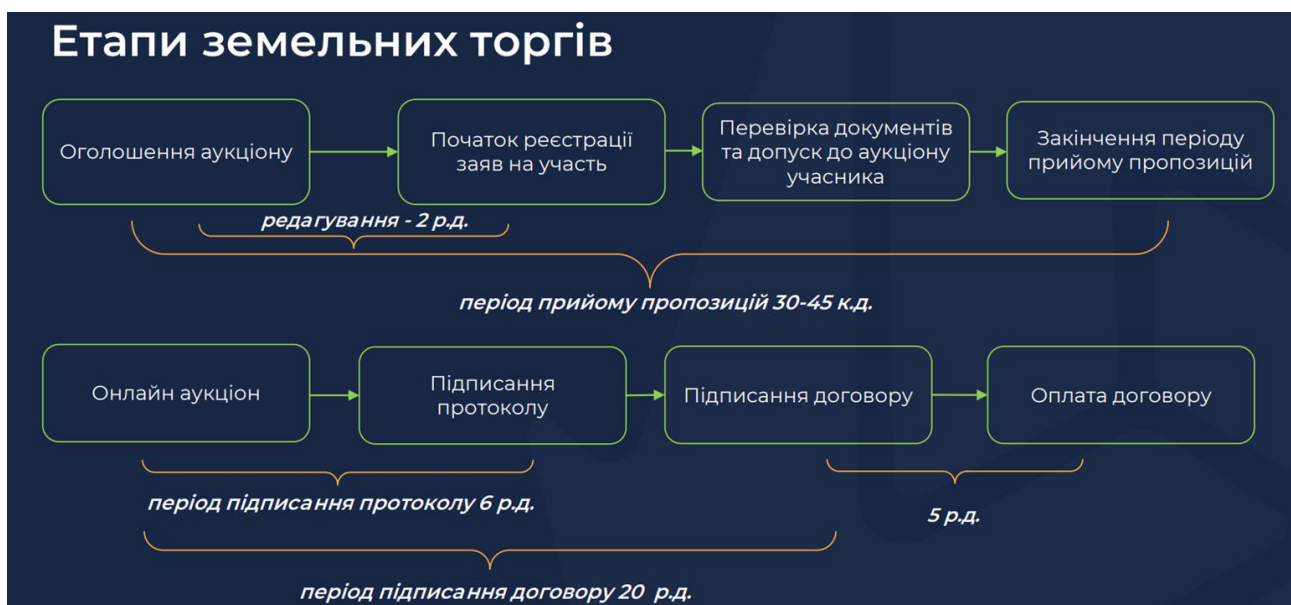 Етапи земельних торгів
Оголошення аукціону
Початок реєстрації
заяв на участь
Перевірка документів
та допуск до аукціону
учасника
Закінчення періоду
прийому пропозицій
редагування - 2 р.д.
період прийому пропозицій 30-45 к.д.
Онлайн аукціон
Підписання
протоколу
Підписання договору
Оплата договору
період підписання протоколу 6 р.д.
5 р.д.
період підписання договору 20 р.д.